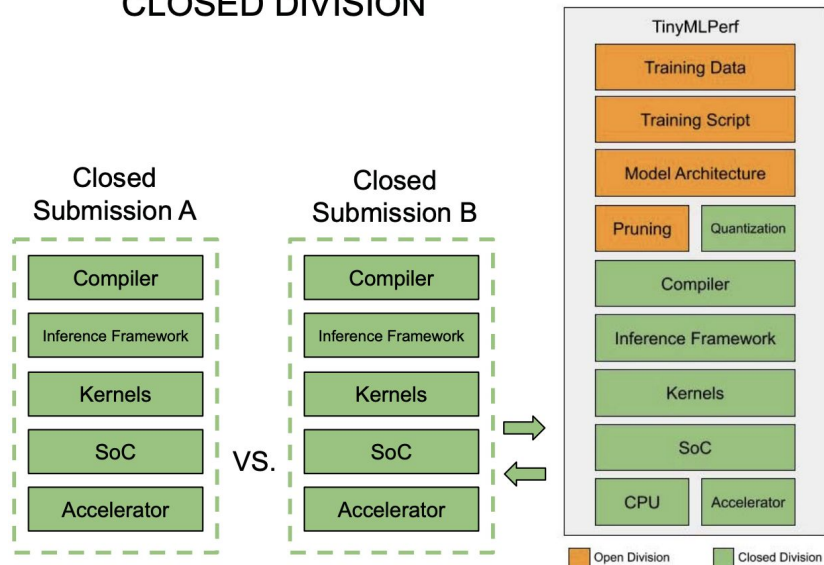 CLOSED DIVISION
Closed
Submission A
Compiler
Inference Framework
Kernels
SoC
Accelerator
VS.
Closed
Submission B
Compiler
Inference Framework
Kernels
SoC
Accelerator
TinyMLPerf
Training Data
Training Script
Model Architecture
Pruning
Quantization
Compiler
Inference Framework
Kernels
SoC
CPU
Accelerator
Open Division
Closed Division